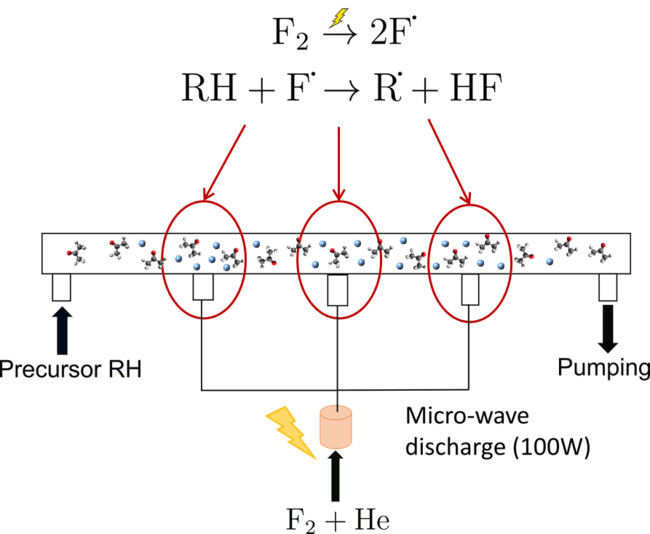 F₂ → 2F˙
RH + F˙ → R˙ + HF
Precursor RH
Pumping
Micro-wave
discharge (100W)
F₂ + He